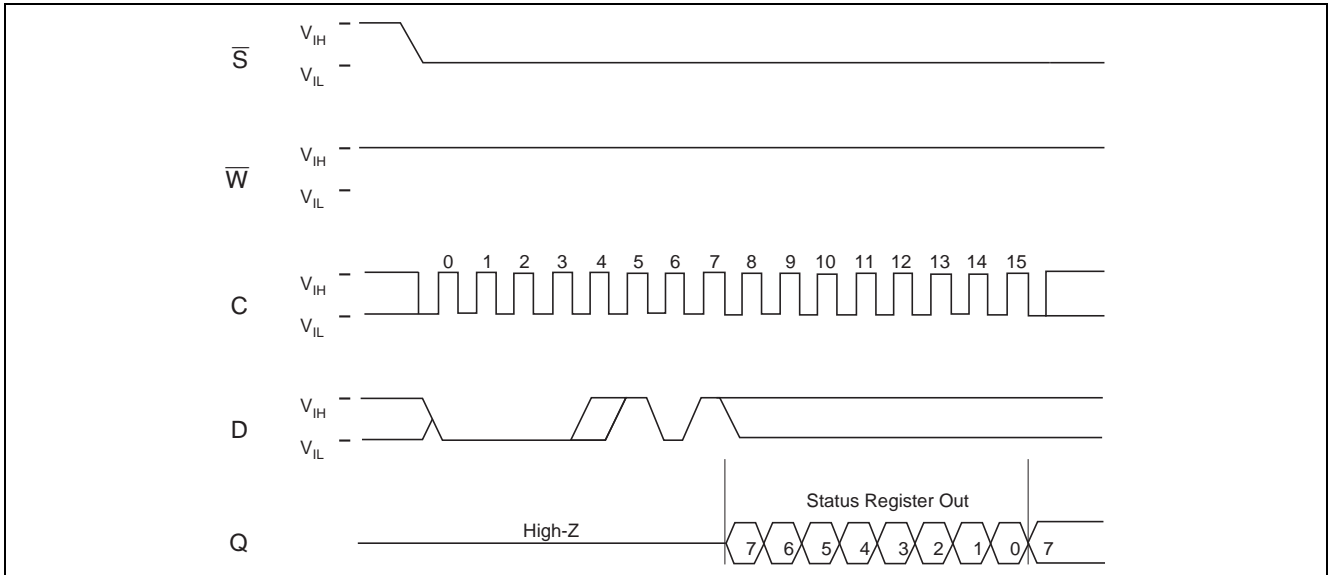 S̅
V_IH
V_IL
W̅
V_IH
V_IL
C
0 1 2 3 4 5 6 7 8 9 10 11 12 13 14 15
V_IH
V_IL
D
V_IH
V_IL
Q
High-Z
Status Register Out
7 6 5 4 3 2 1 0 7